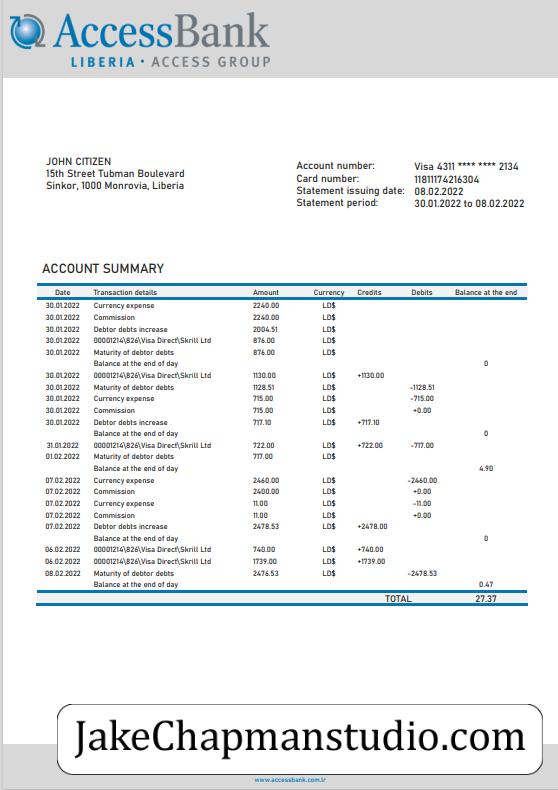 AccessBank
LIBERIA • ACCESS GROUP
JOHN CITIZEN
15th Street Tubman Boulevard
Sinkor, 1000 Monrovia, Liberia
Account number: Visa 4311 **** **** 2134
Card number: 11811174216304
Statement issuing date: 08.02.2022
Statement period: 30.01.2022 to 08.02.2022
ACCOUNT SUMMARY
Date Transaction details Amount Currency Credits Debits Balance at the end
30.01.2022 Currency expense 2240.00 LD$
30.01.2022 Commission 2240.00 LD$
30.01.2022 Debtor debts increase 2004.51 LD$
30.01.2022 00001214\826\Visa Direct\Skrill Ltd 876.00 LD$
30.01.2022 Maturity of debtor debts 876.00 LD$
Balance at the end of day 0
30.01.2022 00001214\826\Visa Direct\Skrill Ltd 1130.00 LD$ +1130.00
30.01.2022 Maturity of debtor debts 1128.51 LD$ -1128.51
30.01.2022 Currency expense 715.00 LD$ -715.00
30.01.2022 Commission 715.00 LD$ +0.00
30.01.2022 Debtor debts increase 717.10 LD$ +717.10
Balance at the end of day 0
31.01.2022 00001214\826\Visa Direct\Skrill Ltd 722.00 LD$ +722.00 -717.00
01.02.2022 Maturity of debtor debts 717.00 LD$
Balance at the end of day 4.90
07.02.2022 Currency expense 2460.00 LD$ -2460.00
07.02.2022 Commission 2400.00 LD$ +0.00
07.02.2022 Currency expense 11.00 LD$ -11.00
07.02.2022 Commission 11.00 LD$ +0.00
07.02.2022 Debtor debts increase 2478.53 LD$ +2478.00
Balance at the end of day 0
06.02.2022 00001214\826\Visa Direct\Skrill Ltd 740.00 LD$ +740.00
06.02.2022 00001214\826\Visa Direct\Skrill Ltd 1739.00 LD$ +1739.00
08.02.2022 Maturity of debtor debts 2476.53 LD$ -2478.53
Balance at the end of day 0.47
TOTAL 27.37
JakeChapmanstudio.com
www.accessbank.com.lr